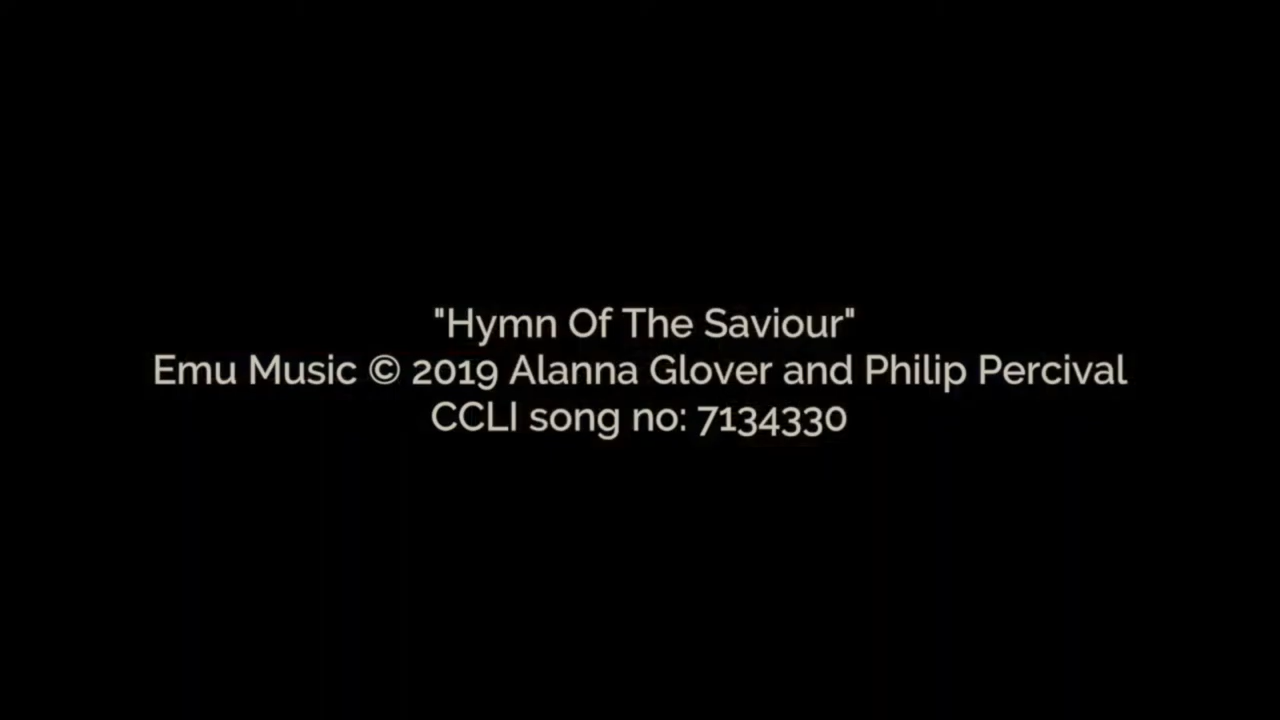 "Hymn Of The Saviour"
Emu Music © 2019 Alanna Glover and Philip Percival
CCLI song no: 7134330